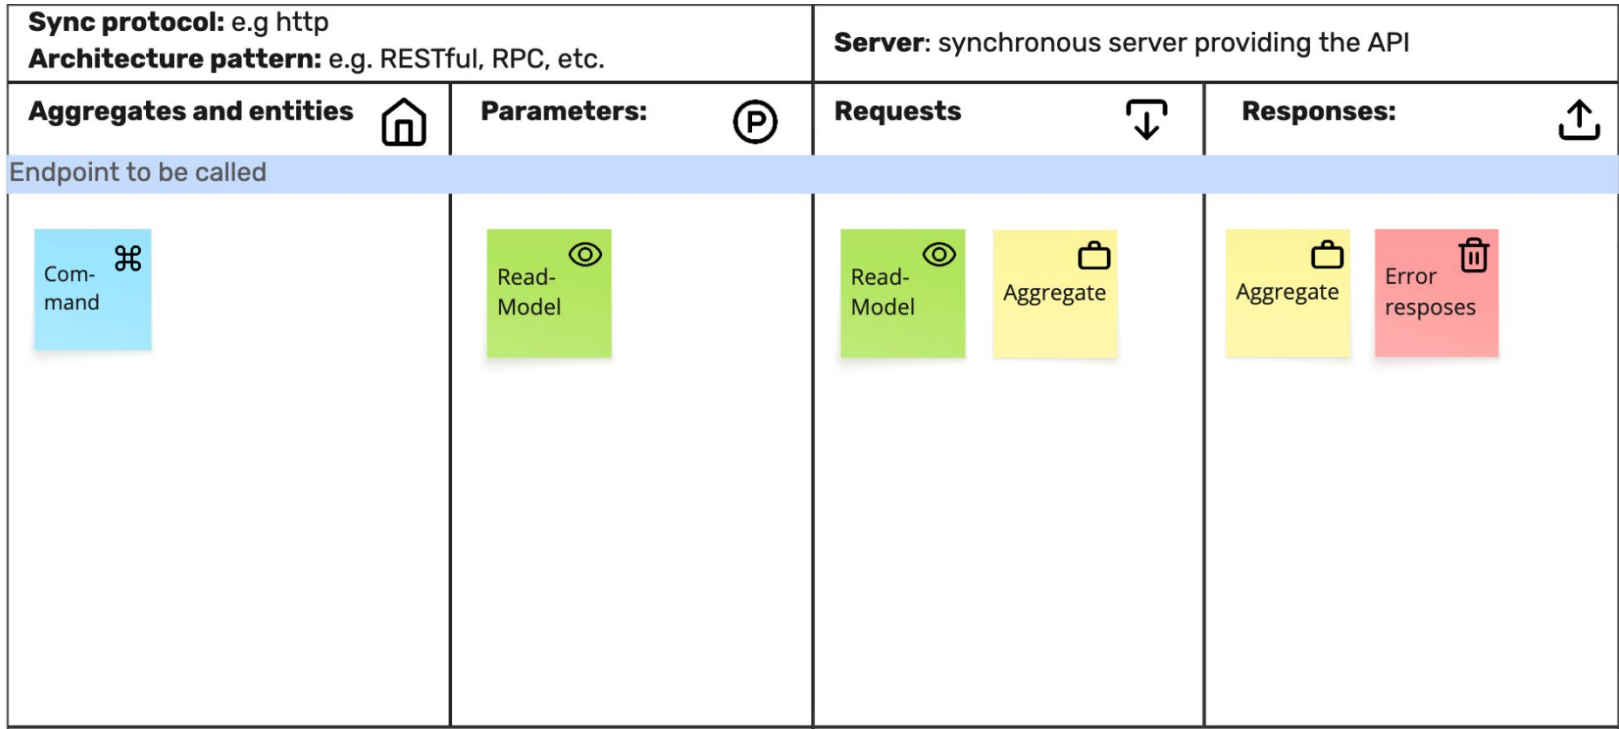 Sync protocol: e.g http
Architecture pattern: e.g. RESTful, RPC, etc.
Server: synchronous server providing the API
Aggregates and entities
Parameters:
P
Requests
Responses:
Endpoint to be called
Com-
mand
Read-
Model
Read-
Model
Aggregate
Aggregate
Error
resposes